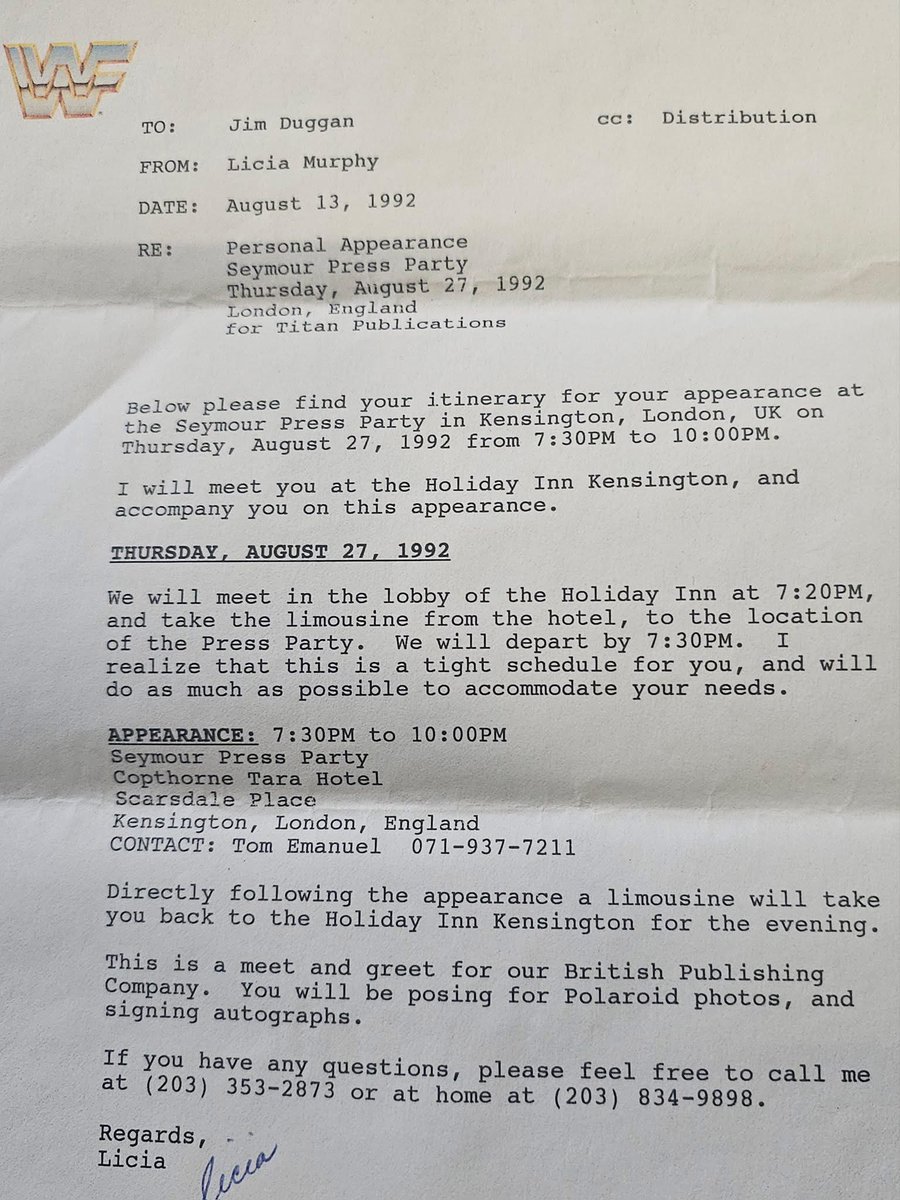 WWF
TO: Jim Duggan cc: Distribution
FROM: Licia Murphy
DATE: August 13, 1992
RE: Personal Appearance
Seymour Press Party
Thursday, August 27, 1992
London, England
for Titan Publications
Below please find your itinerary for your appearance at
the Seymour Press Party in Kensington, London, UK on
Thursday, August 27, 1992 from 7:30PM to 10:00PM.
I will meet you at the Holiday Inn Kensington, and
accompany you on this appearance.
THURSDAY, AUGUST 27, 1992
We will meet in the lobby of the Holiday Inn at 7:20PM,
and take the limousine from the hotel, to the location
of the Press Party. We will depart by 7:30PM. I
realize that this is a tight schedule for you, and will
do as much as possible to accommodate your needs.
APPEARANCE: 7:30PM to 10:00PM
Seymour Press Party
Copthorne Tara Hotel
Scarsdale Place
Kensington, London, England
CONTACT: Tom Emanuel 071-937-7211
Directly following the appearance a limousine will take
you back to the Holiday Inn Kensington for the evening.
This is a meet and greet for our British Publishing
Company. You will be posing for Polaroid photos, and
signing autographs.
If you have any questions, please feel free to call me
at (203) 353-2873 or at home at (203) 834-9898.
Regards,
Licia
Licia